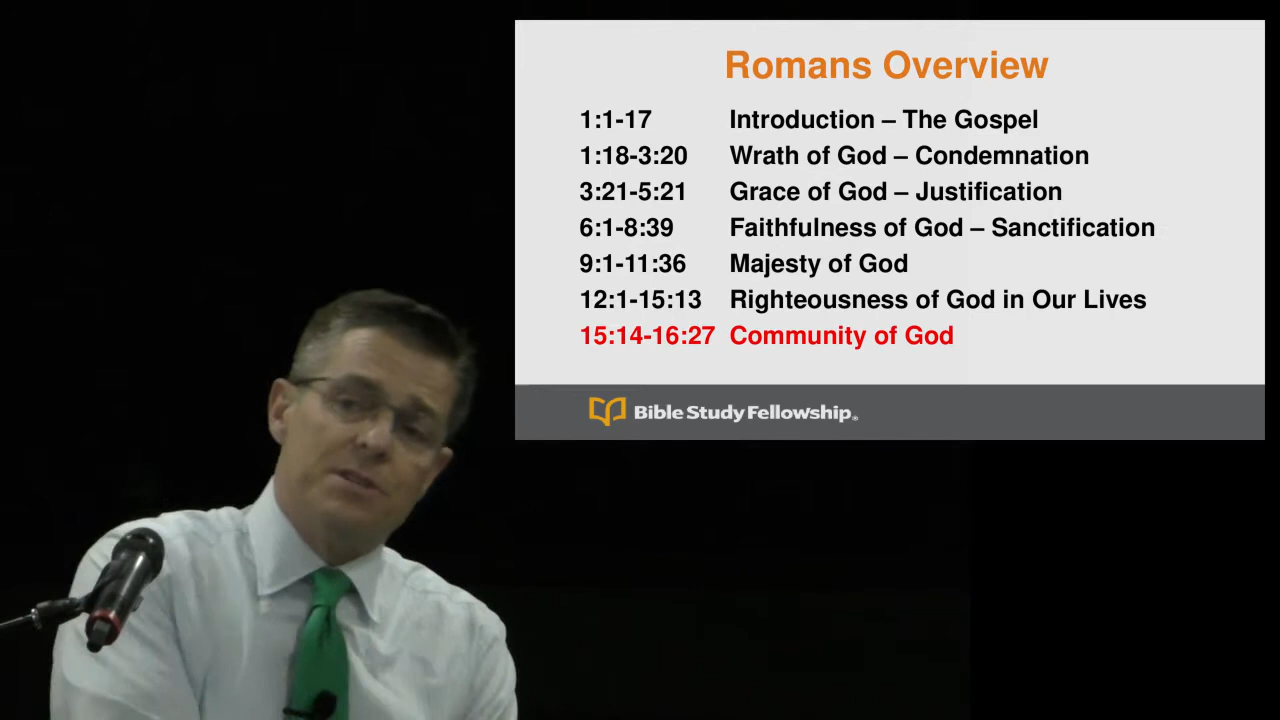 Romans Overview
1:1-17 Introduction – The Gospel
1:18-3:20 Wrath of God – Condemnation
3:21-5:21 Grace of God – Justification
6:1-8:39 Faithfulness of God – Sanctification
9:1-11:36 Majesty of God
12:1-15:13 Righteousness of God in Our Lives
15:14-16:27 Community of God
Bible Study Fellowship®